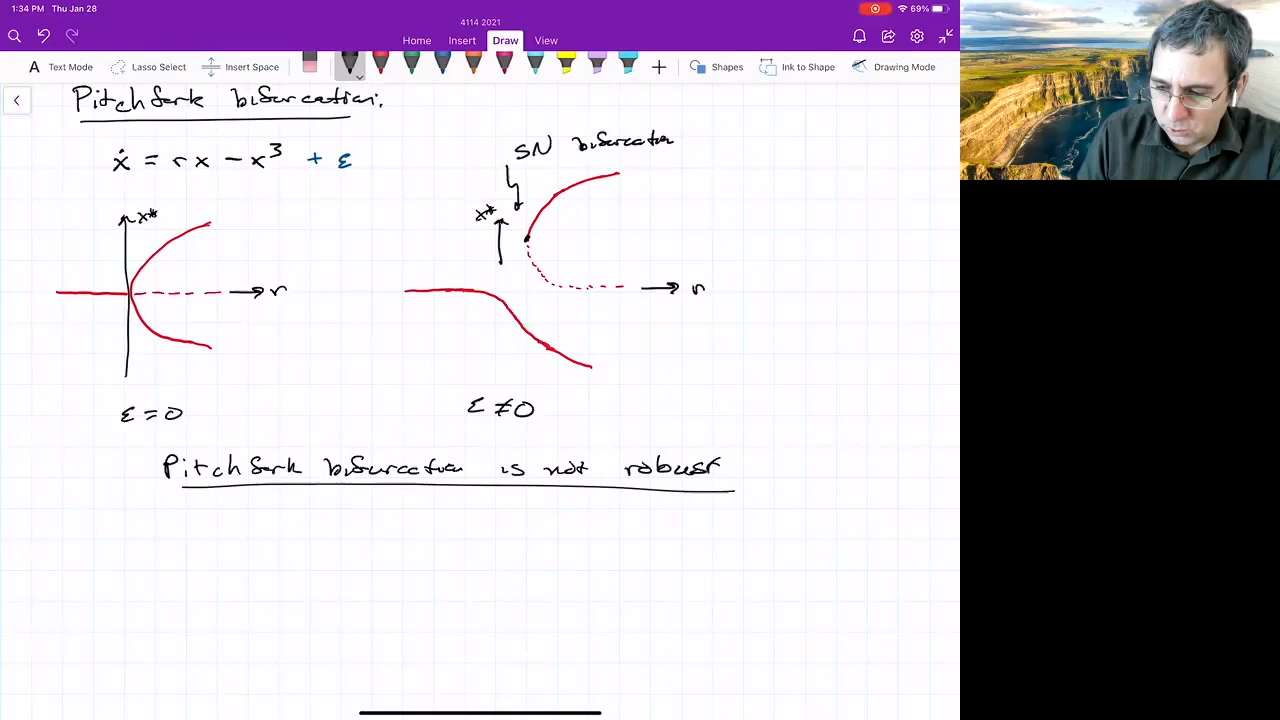 1:34 PM Thu Jan 28
69%
4114 2021
Home Insert Draw View
Text Mode Lasso Select Insert Space Shapes Ink to Shape Drawing Mode
Pitchfork bifurcation.
ẋ = rx − x³ + ε
SN bifurcation
x*
r
x*
r
ε = 0
ε ≠ 0
Pitchfork bifurcation is not robust